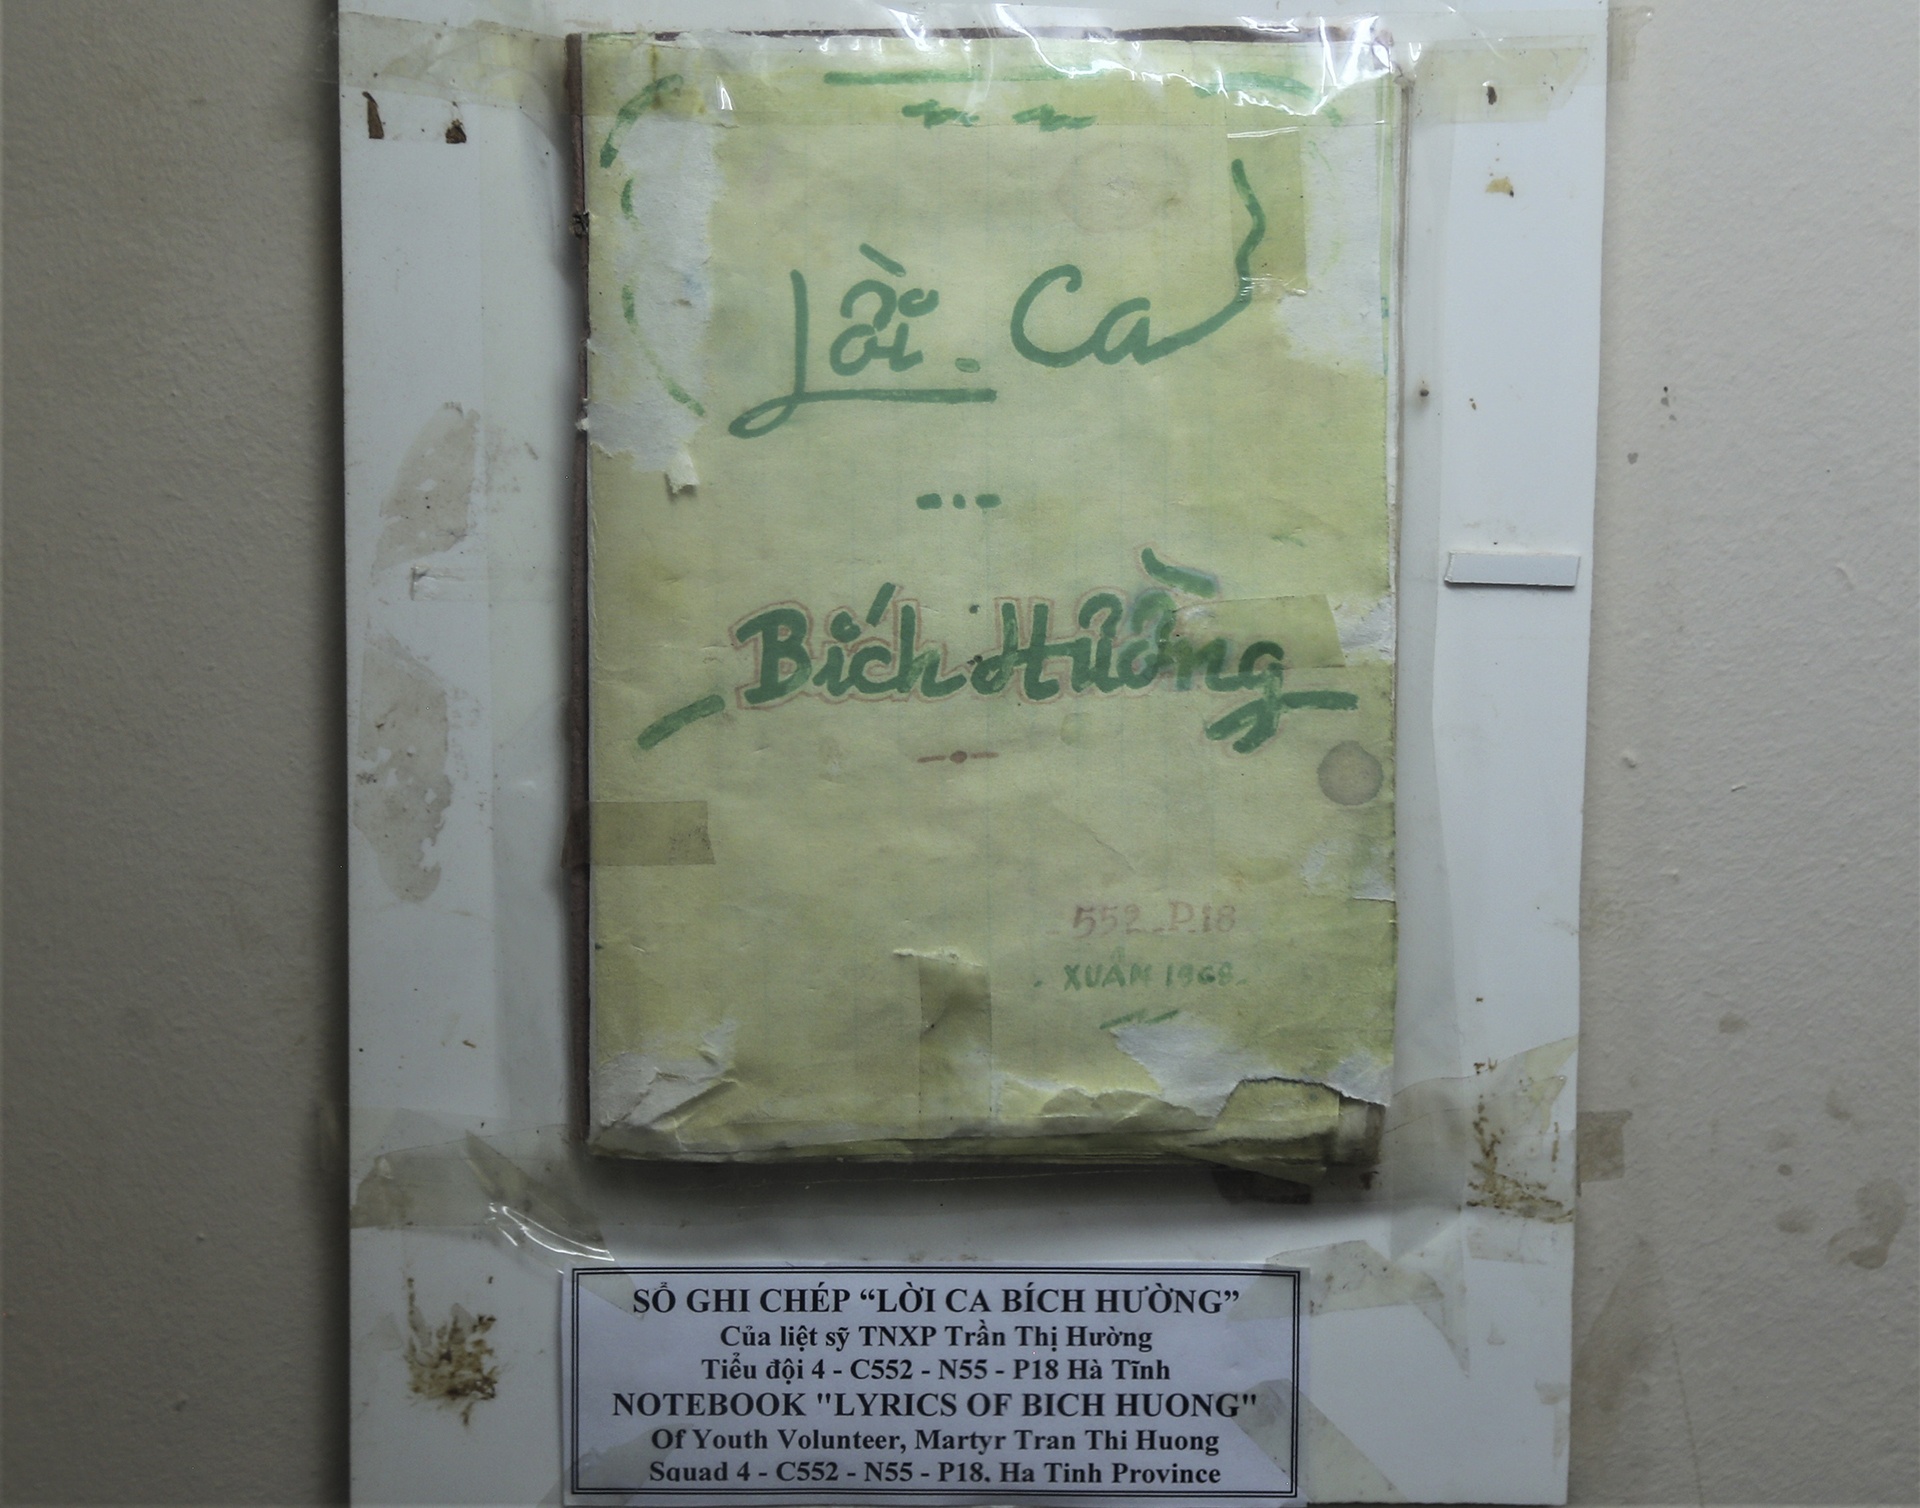 Lời. Ca
Bích Hường
552_P.18
XUÂN 1968.
SỔ GHI CHÉP “LỜI CA BÍCH HƯỜNG”
Của liệt sỹ TNXP Trần Thị Hường
Tiểu đội 4 - C552 - N55 - P18 Hà Tĩnh
NOTEBOOK "LYRICS OF BICH HUONG"
Of Youth Volunteer, Martyr Tran Thi Huong
Squad 4 - C552 - N55 - P18, Ha Tinh Province